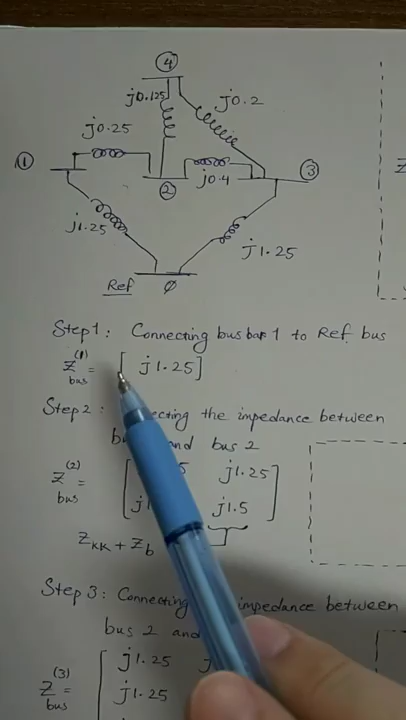 ④
j0.125
j0.2
j0.25
①
②
j0.4
③
j1.25
j1.25
Ref
0
Step 1: Connecting busbar 1 to Ref bus
Z bus (1) = [ j1.25 ]
Step 2: the impedance between
and bus 2
Z bus (2) = [ j1.25
j1.5 ]
Zkk + Zb
Step 3: Connecting impedance between
bus 2 and
Z bus (3) = [ j1.25
j1.25